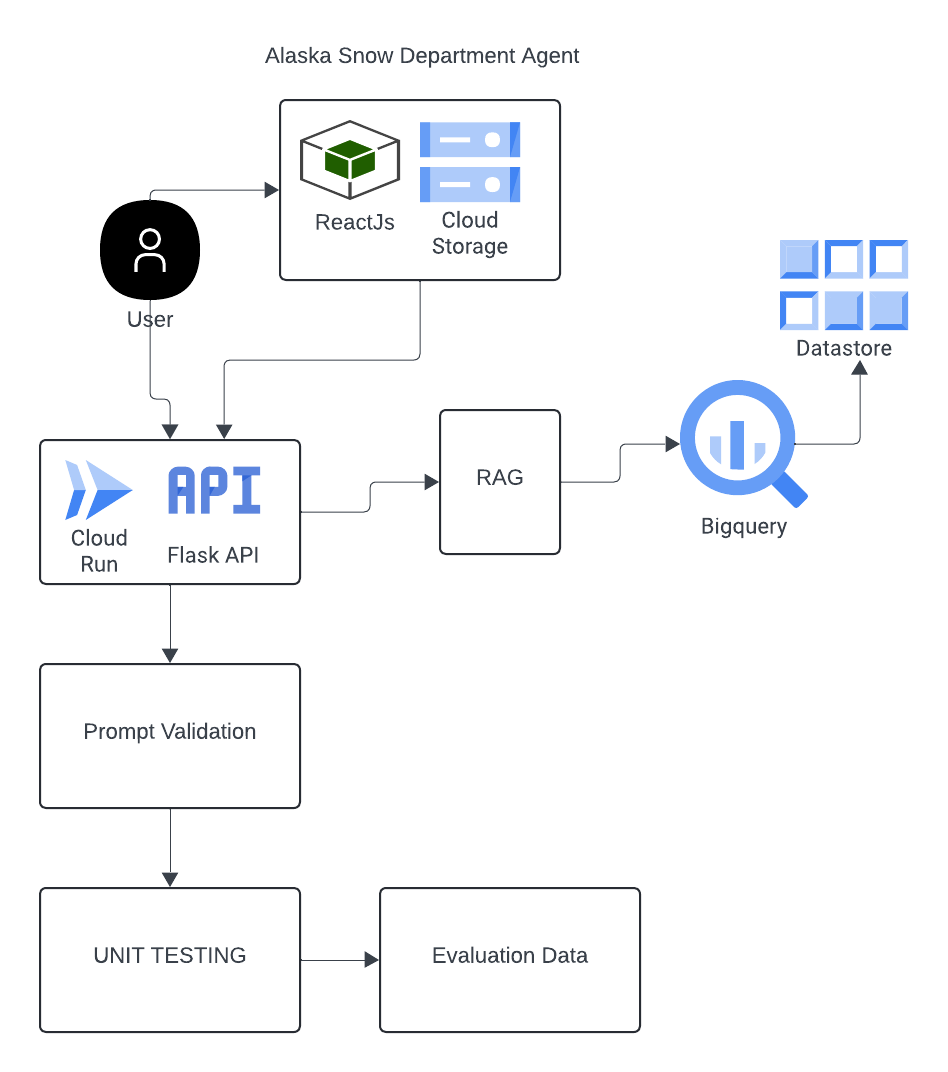 Alaska Snow Department Agent
ReactJs
Cloud
Storage
User
Datastore
API
Cloud
Run
Flask API
RAG
Bigquery
Prompt Validation
UNIT TESTING
Evaluation Data